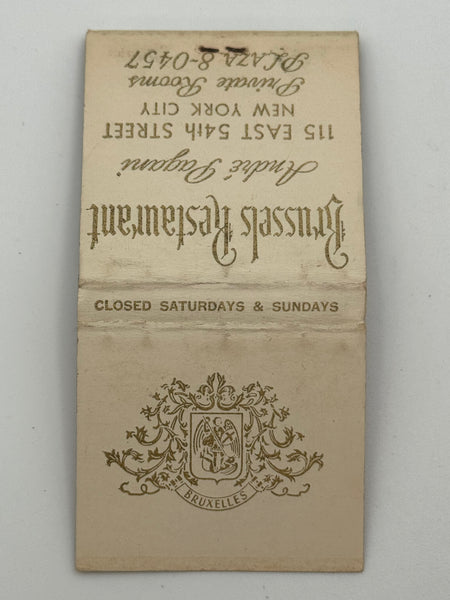 Brussels Restaurant
André Pagani
115 EAST 54th STREET
NEW YORK CITY
Private Rooms
PLAZA 8-0457
CLOSED SATURDAYS & SUNDAYS
BRUXELLES